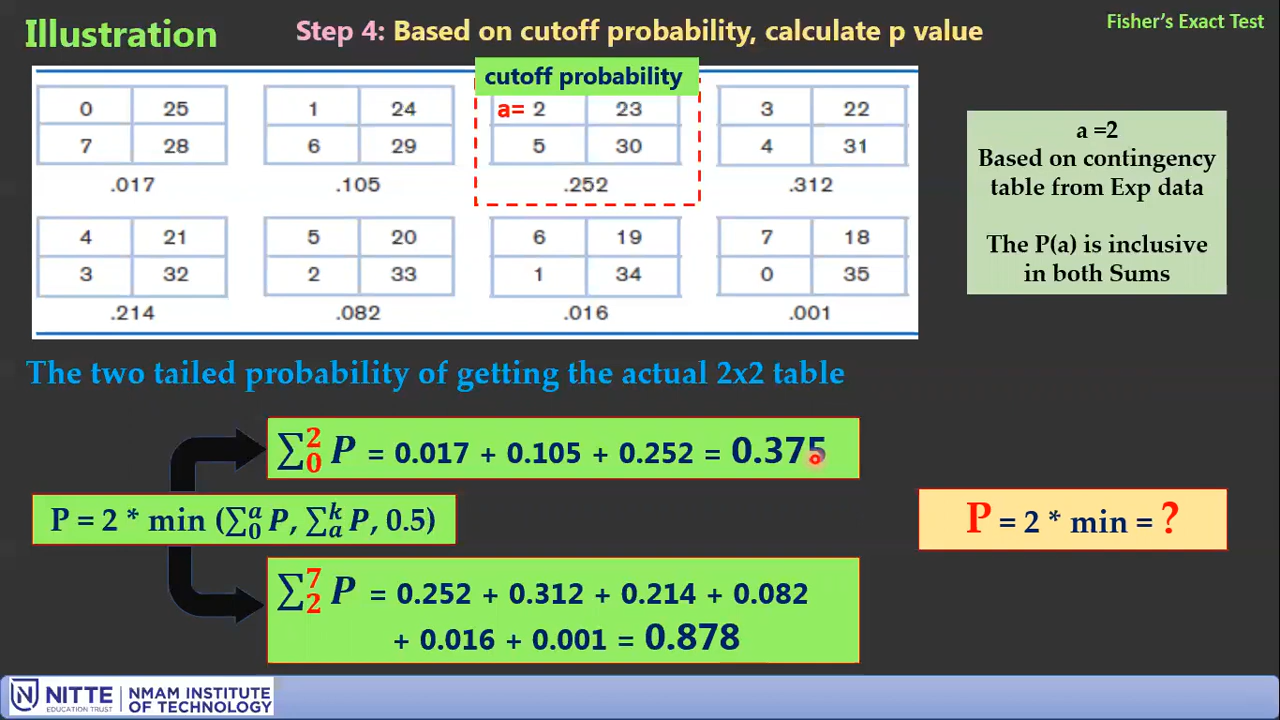 Illustration
Step 4: Based on cutoff probability, calculate p value
Fisher's Exact Test
cutoff probability
0 25 1 24 a= 2 23 3 22
7 28 6 29 5 30 4 31
.017 .105 .252 .312
4 21 5 20 6 19 7 18
3 32 2 33 1 34 0 35
.214 .082 .016 .001
a =2
Based on contingency
table from Exp data
The P(a) is inclusive
in both Sums
The two tailed probability of getting the actual 2x2 table
∑₀² P = 0.017 + 0.105 + 0.252 = 0.375
P = 2 * min (∑₀ᵃ P, ∑ₐᵏ P, 0.5)
P = 2 * min = ?
∑₂⁷ P = 0.252 + 0.312 + 0.214 + 0.082
+ 0.016 + 0.001 = 0.878
NITTE
EDUCATION TRUST
NMAM INSTITUTE
OF TECHNOLOGY